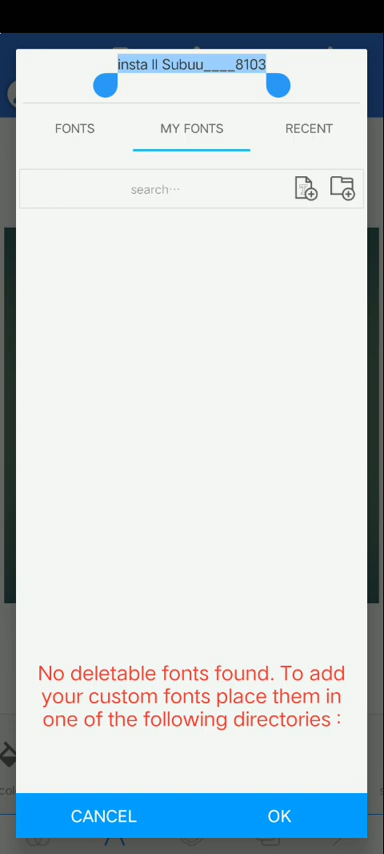 insta ll Subuu____8103
FONTS
MY FONTS
RECENT
search...
No deletable fonts found. To add
your custom fonts place them in
one of the following directories :
CANCEL
OK